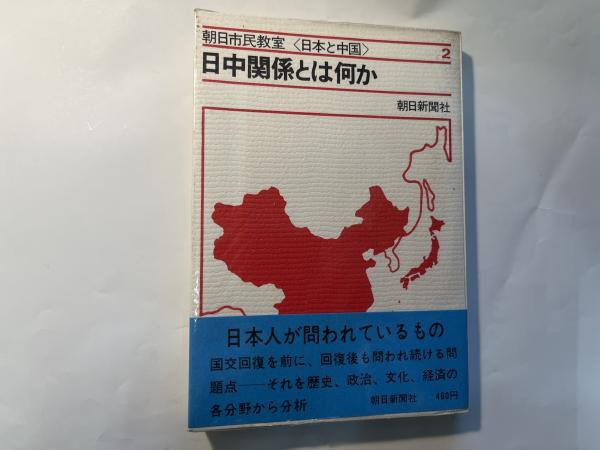 朝日市民教室〈日本と中国〉 2
日中関係とは何か
朝日新聞社
日本人が問われているもの
国交回復を前に、回復後も問われ続ける問
題点──それを歴史、政治、文化、経済の
各分野から分析
朝日新聞社 460円